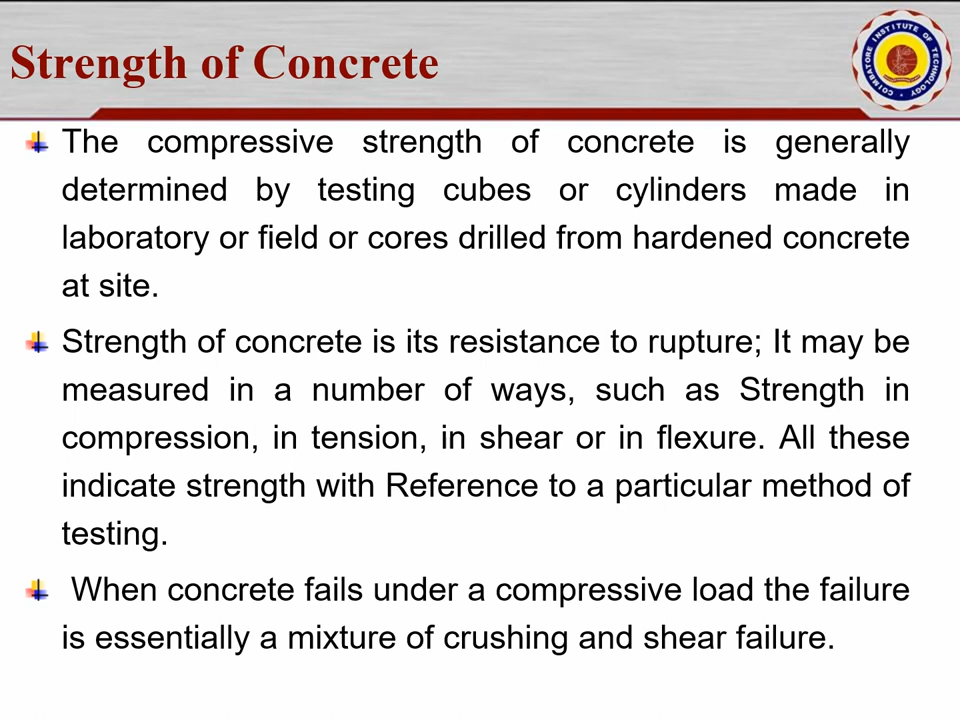 Strength of Concrete
COIMBATORE INSTITUTE OF TECHNOLOGY
The compressive strength of concrete is generally
determined by testing cubes or cylinders made in
laboratory or field or cores drilled from hardened concrete
at site.
Strength of concrete is its resistance to rupture; It may be
measured in a number of ways, such as Strength in
compression, in tension, in shear or in flexure. All these
indicate strength with Reference to a particular method of
testing.
When concrete fails under a compressive load the failure
is essentially a mixture of crushing and shear failure.